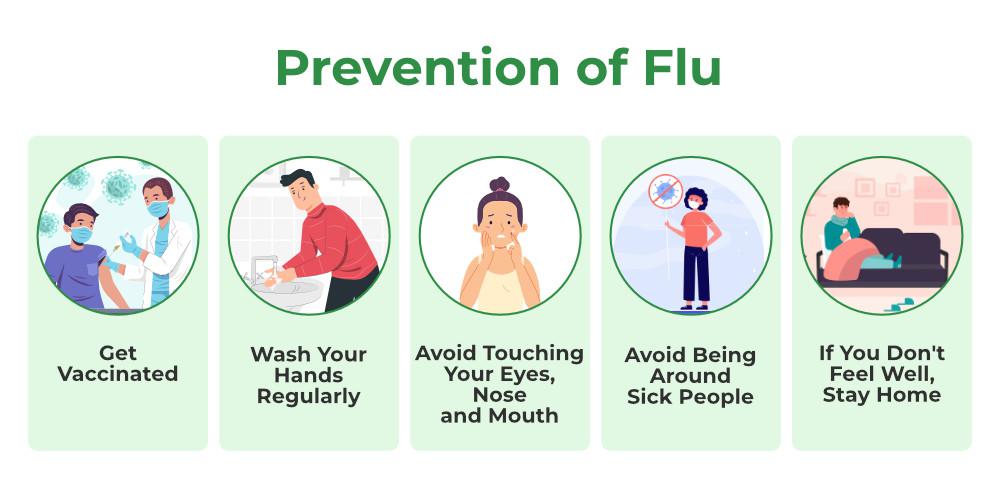 Prevention of Flu
Get
Vaccinated
Wash Your
Hands
Regularly
Avoid Touching
Your Eyes,
Nose
and Mouth
Avoid Being
Around
Sick People
If You Don't
Feel Well,
Stay Home